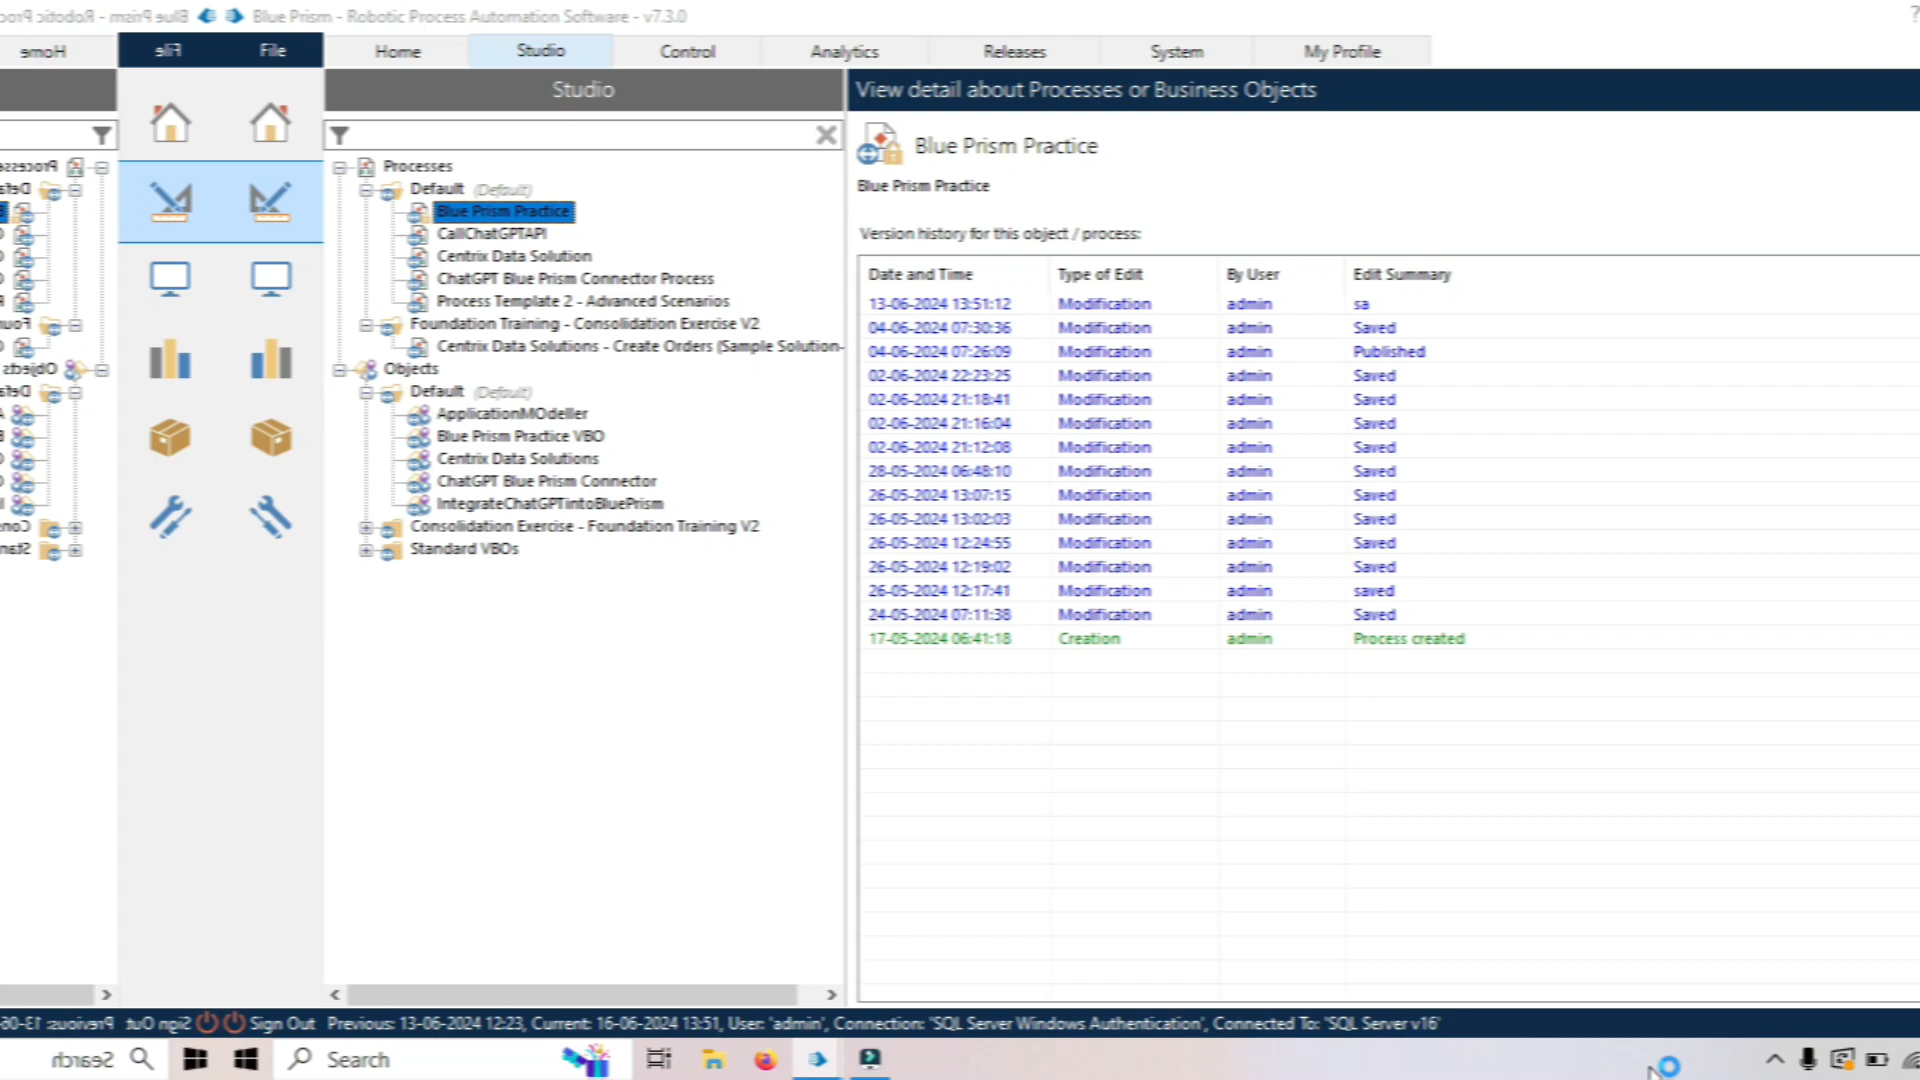 Blue Prism - Robotic Process Automation Software - v7.3.0
File
Home
Studio
Control
Analytics
Releases
System
My Profile
Studio
Processes
Default (Default)
Blue Prism Practice
CallChatGPTAPI
Centrix Data Solution
ChatGPT Blue Prism Connector Process
Process Template 2 - Advanced Scenarios
Foundation Training - Consolidation Exercise V2
Centrix Data Solutions - Create Orders (Sample Solution-
Objects
Default (Default)
ApplicationMOdeller
Blue Prism Practice VBO
Centrix Data Solutions
ChatGPT Blue Prism Connector
IntegrateChatGPTintoBluePrism
Consolidation Exercise - Foundation Training V2
Standard VBOs
View detail about Processes or Business Objects
Blue Prism Practice
Blue Prism Practice
Version history for this object / process:
Date and Time Type of Edit By User Edit Summary
13-06-2024 13:51:12 Modification admin sa
04-06-2024 07:30:36 Modification admin Saved
04-06-2024 07:26:09 Modification admin Published
02-06-2024 22:23:25 Modification admin Saved
02-06-2024 21:18:41 Modification admin Saved
02-06-2024 21:16:04 Modification admin Saved
02-06-2024 21:12:08 Modification admin Saved
28-05-2024 06:48:10 Modification admin Saved
26-05-2024 13:07:15 Modification admin Saved
26-05-2024 13:02:03 Modification admin Saved
26-05-2024 12:24:55 Modification admin Saved
26-05-2024 12:19:02 Modification admin Saved
26-05-2024 12:17:41 Modification admin saved
24-05-2024 07:11:38 Modification admin Saved
17-05-2024 06:41:18 Creation admin Process created
Sign Out Previous: 13-06-2024 12:23, Current: 16-06-2024 13:51, User: 'admin', Connection: 'SQL Server Windows Authentication', Connected To: 'SQL Server v16'
Search